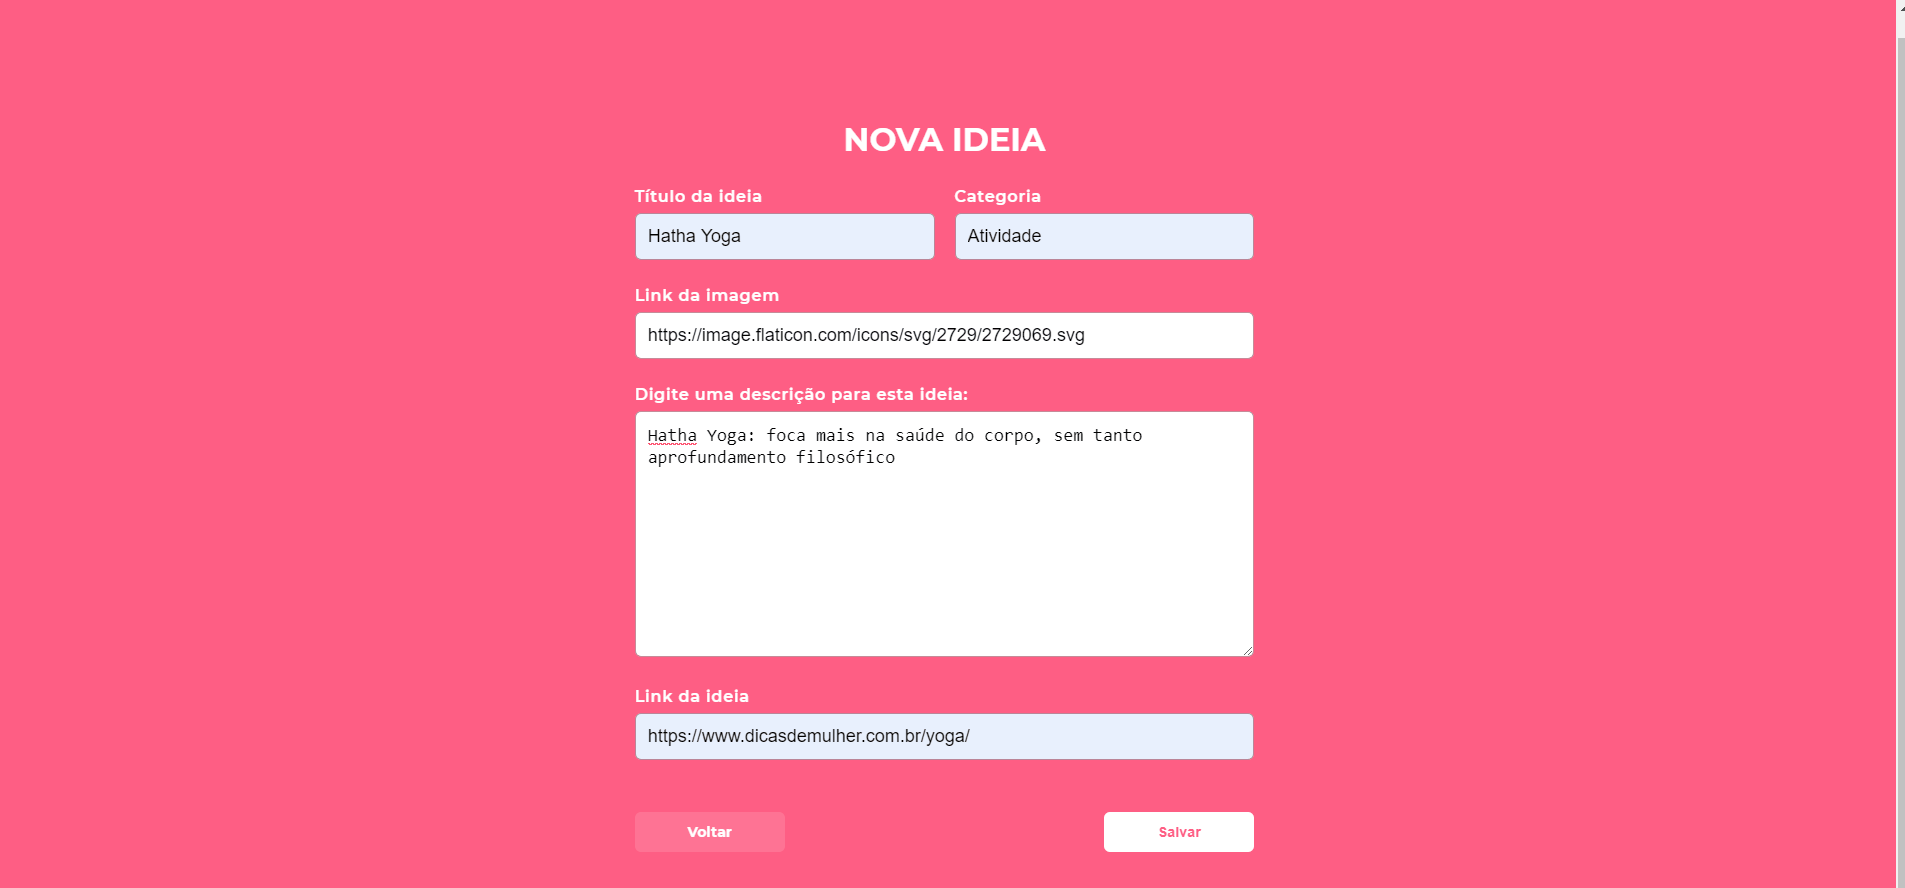 NOVA IDEIA
Título da ideia
Categoria
Hatha Yoga
Atividade
Link da imagem
https://image.flaticon.com/icons/svg/2729/2729069.svg
Digite uma descrição para esta ideia:
Hatha Yoga: foca mais na saúde do corpo, sem tanto
aprofundamento filosófico
Link da ideia
https://www.dicasdemulher.com.br/yoga/
Voltar
Salvar